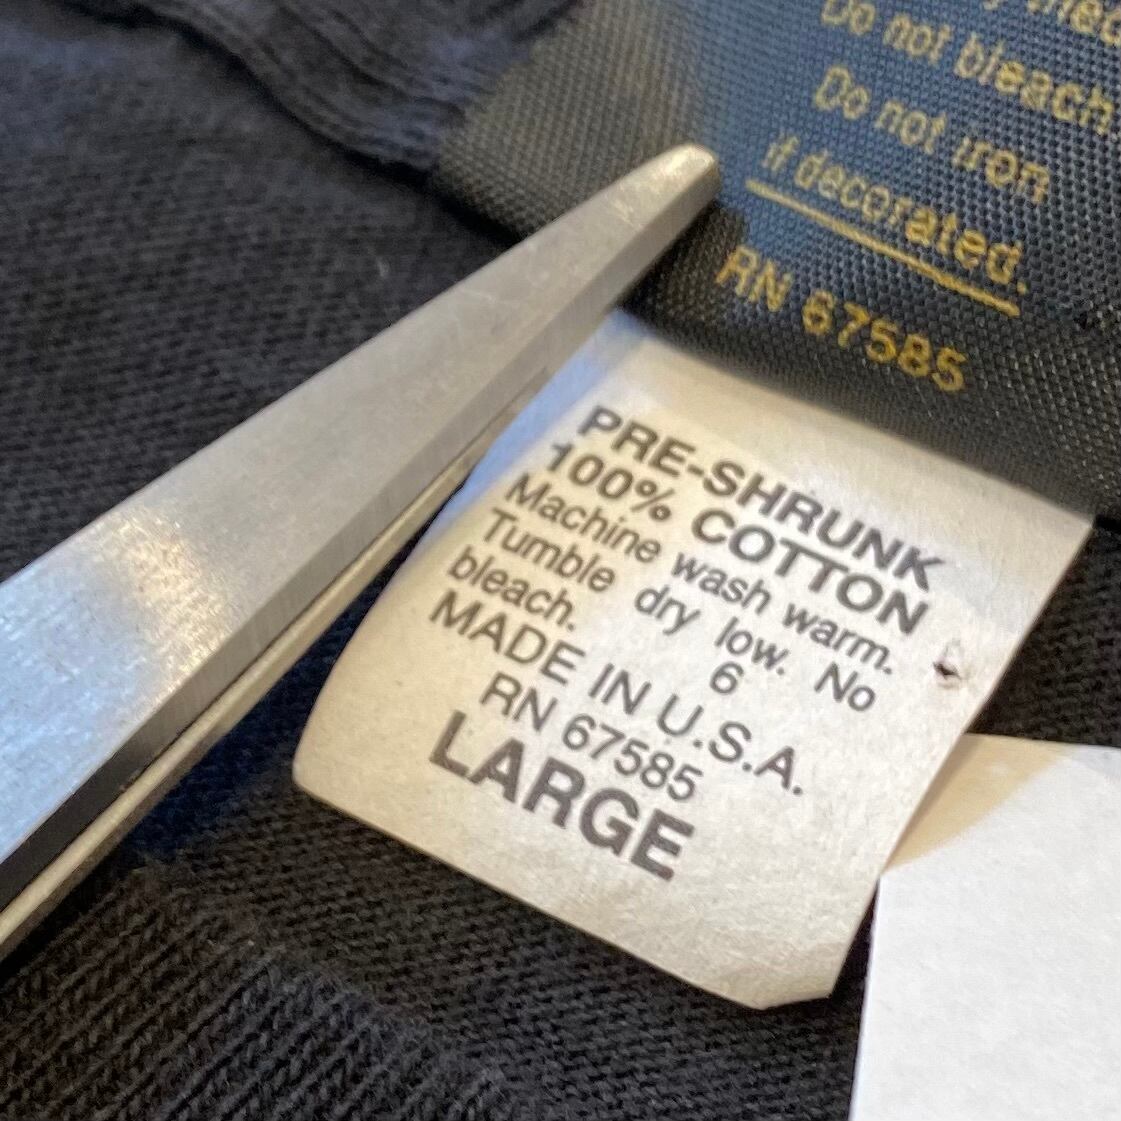 Do not bleach.
Do not iron
if decorated.
RN 67585
PRE-SHRUNK
100% COTTON
Machine wash warm.
Tumble dry low. No
bleach. 6
MADE IN U.S.A.
RN 67585
LARGE